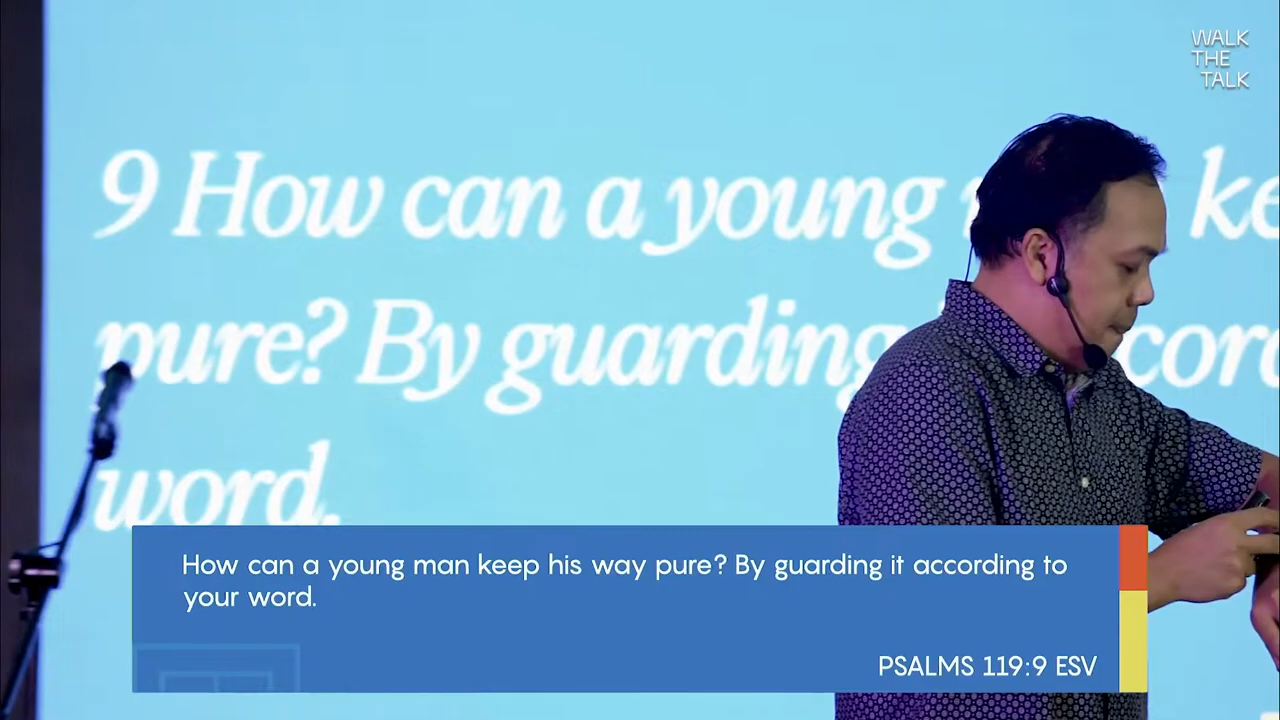 WALK
THE
TALK
9 How can a young ke
pure? By guarding
word.
How can a young man keep his way pure? By guarding it according to
your word.
PSALMS 119:9 ESV